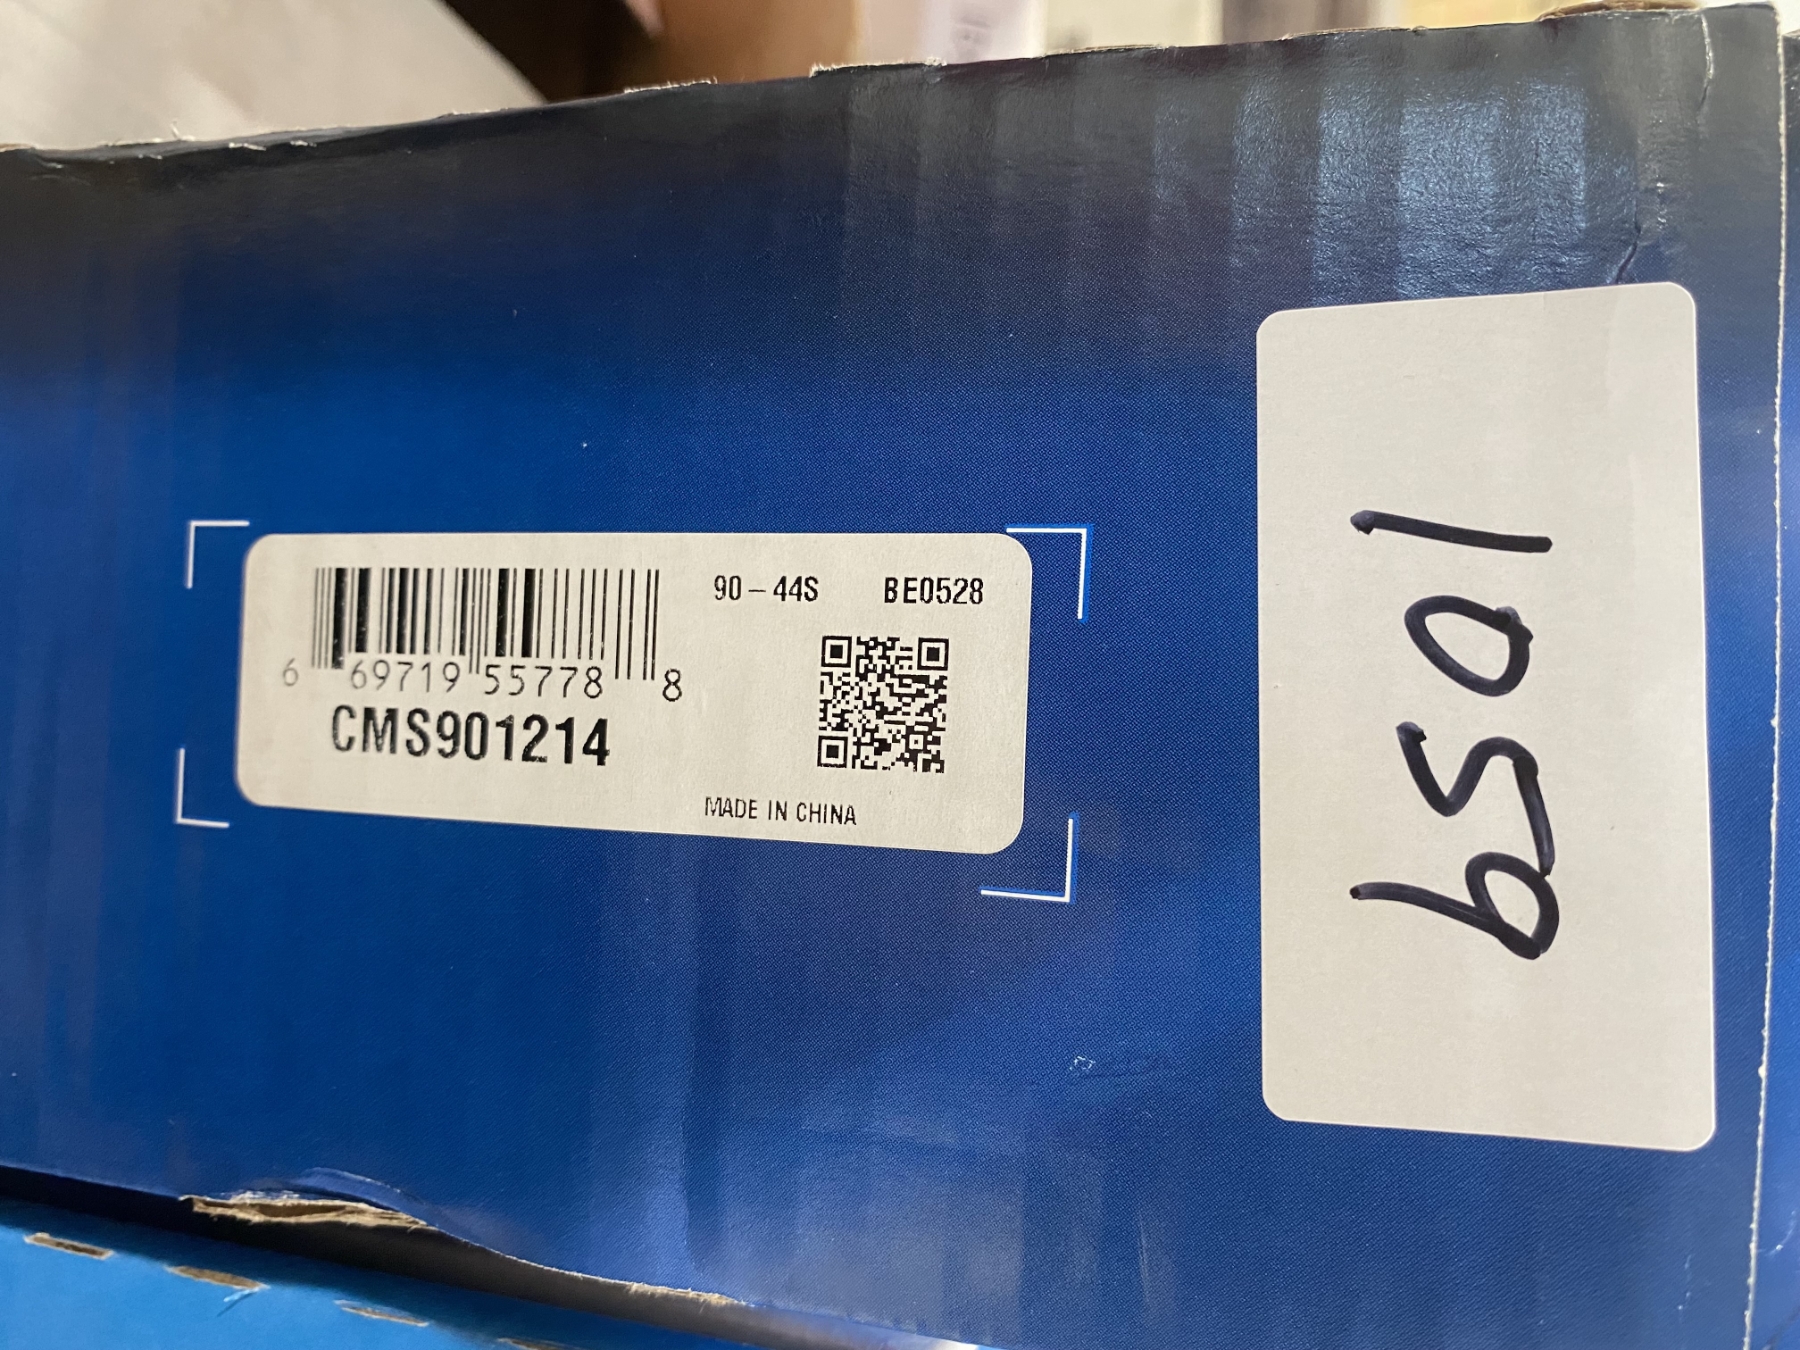 90-44S BE0528
6 69719 55778 8
CMS901214
MADE IN CHINA
1059